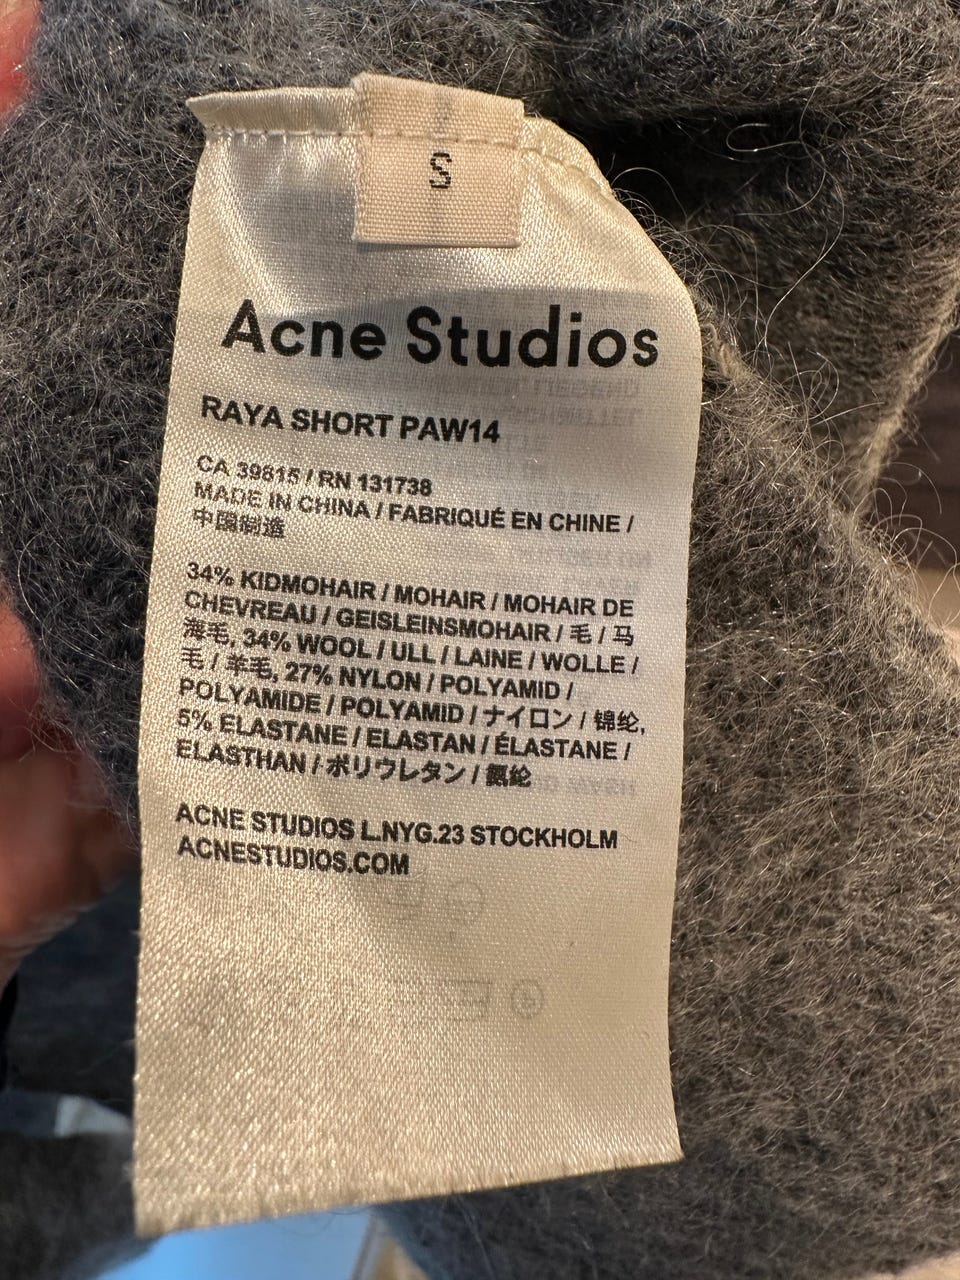 S
Acne Studios
RAYA SHORT PAW14
CA 39815 / RN 131738
MADE IN CHINA / FABRIQUÉ EN CHINE /
中国制造
34% KIDMOHAIR / MOHAIR / MOHAIR DE
CHEVREAU / GEISLEINSMOHAIR / 毛 / 马
海毛, 34% WOOL / ULL / LAINE / WOLLE /
毛 / 羊毛, 27% NYLON / POLYAMID /
POLYAMIDE / POLYAMID / ナイロン / 锦纶,
5% ELASTANE / ELASTAN / ÉLASTANE /
ELASTHAN / ポリウレタン / 氨纶
ACNE STUDIOS L.NYG.23 STOCKHOLM
ACNESTUDIOS.COM